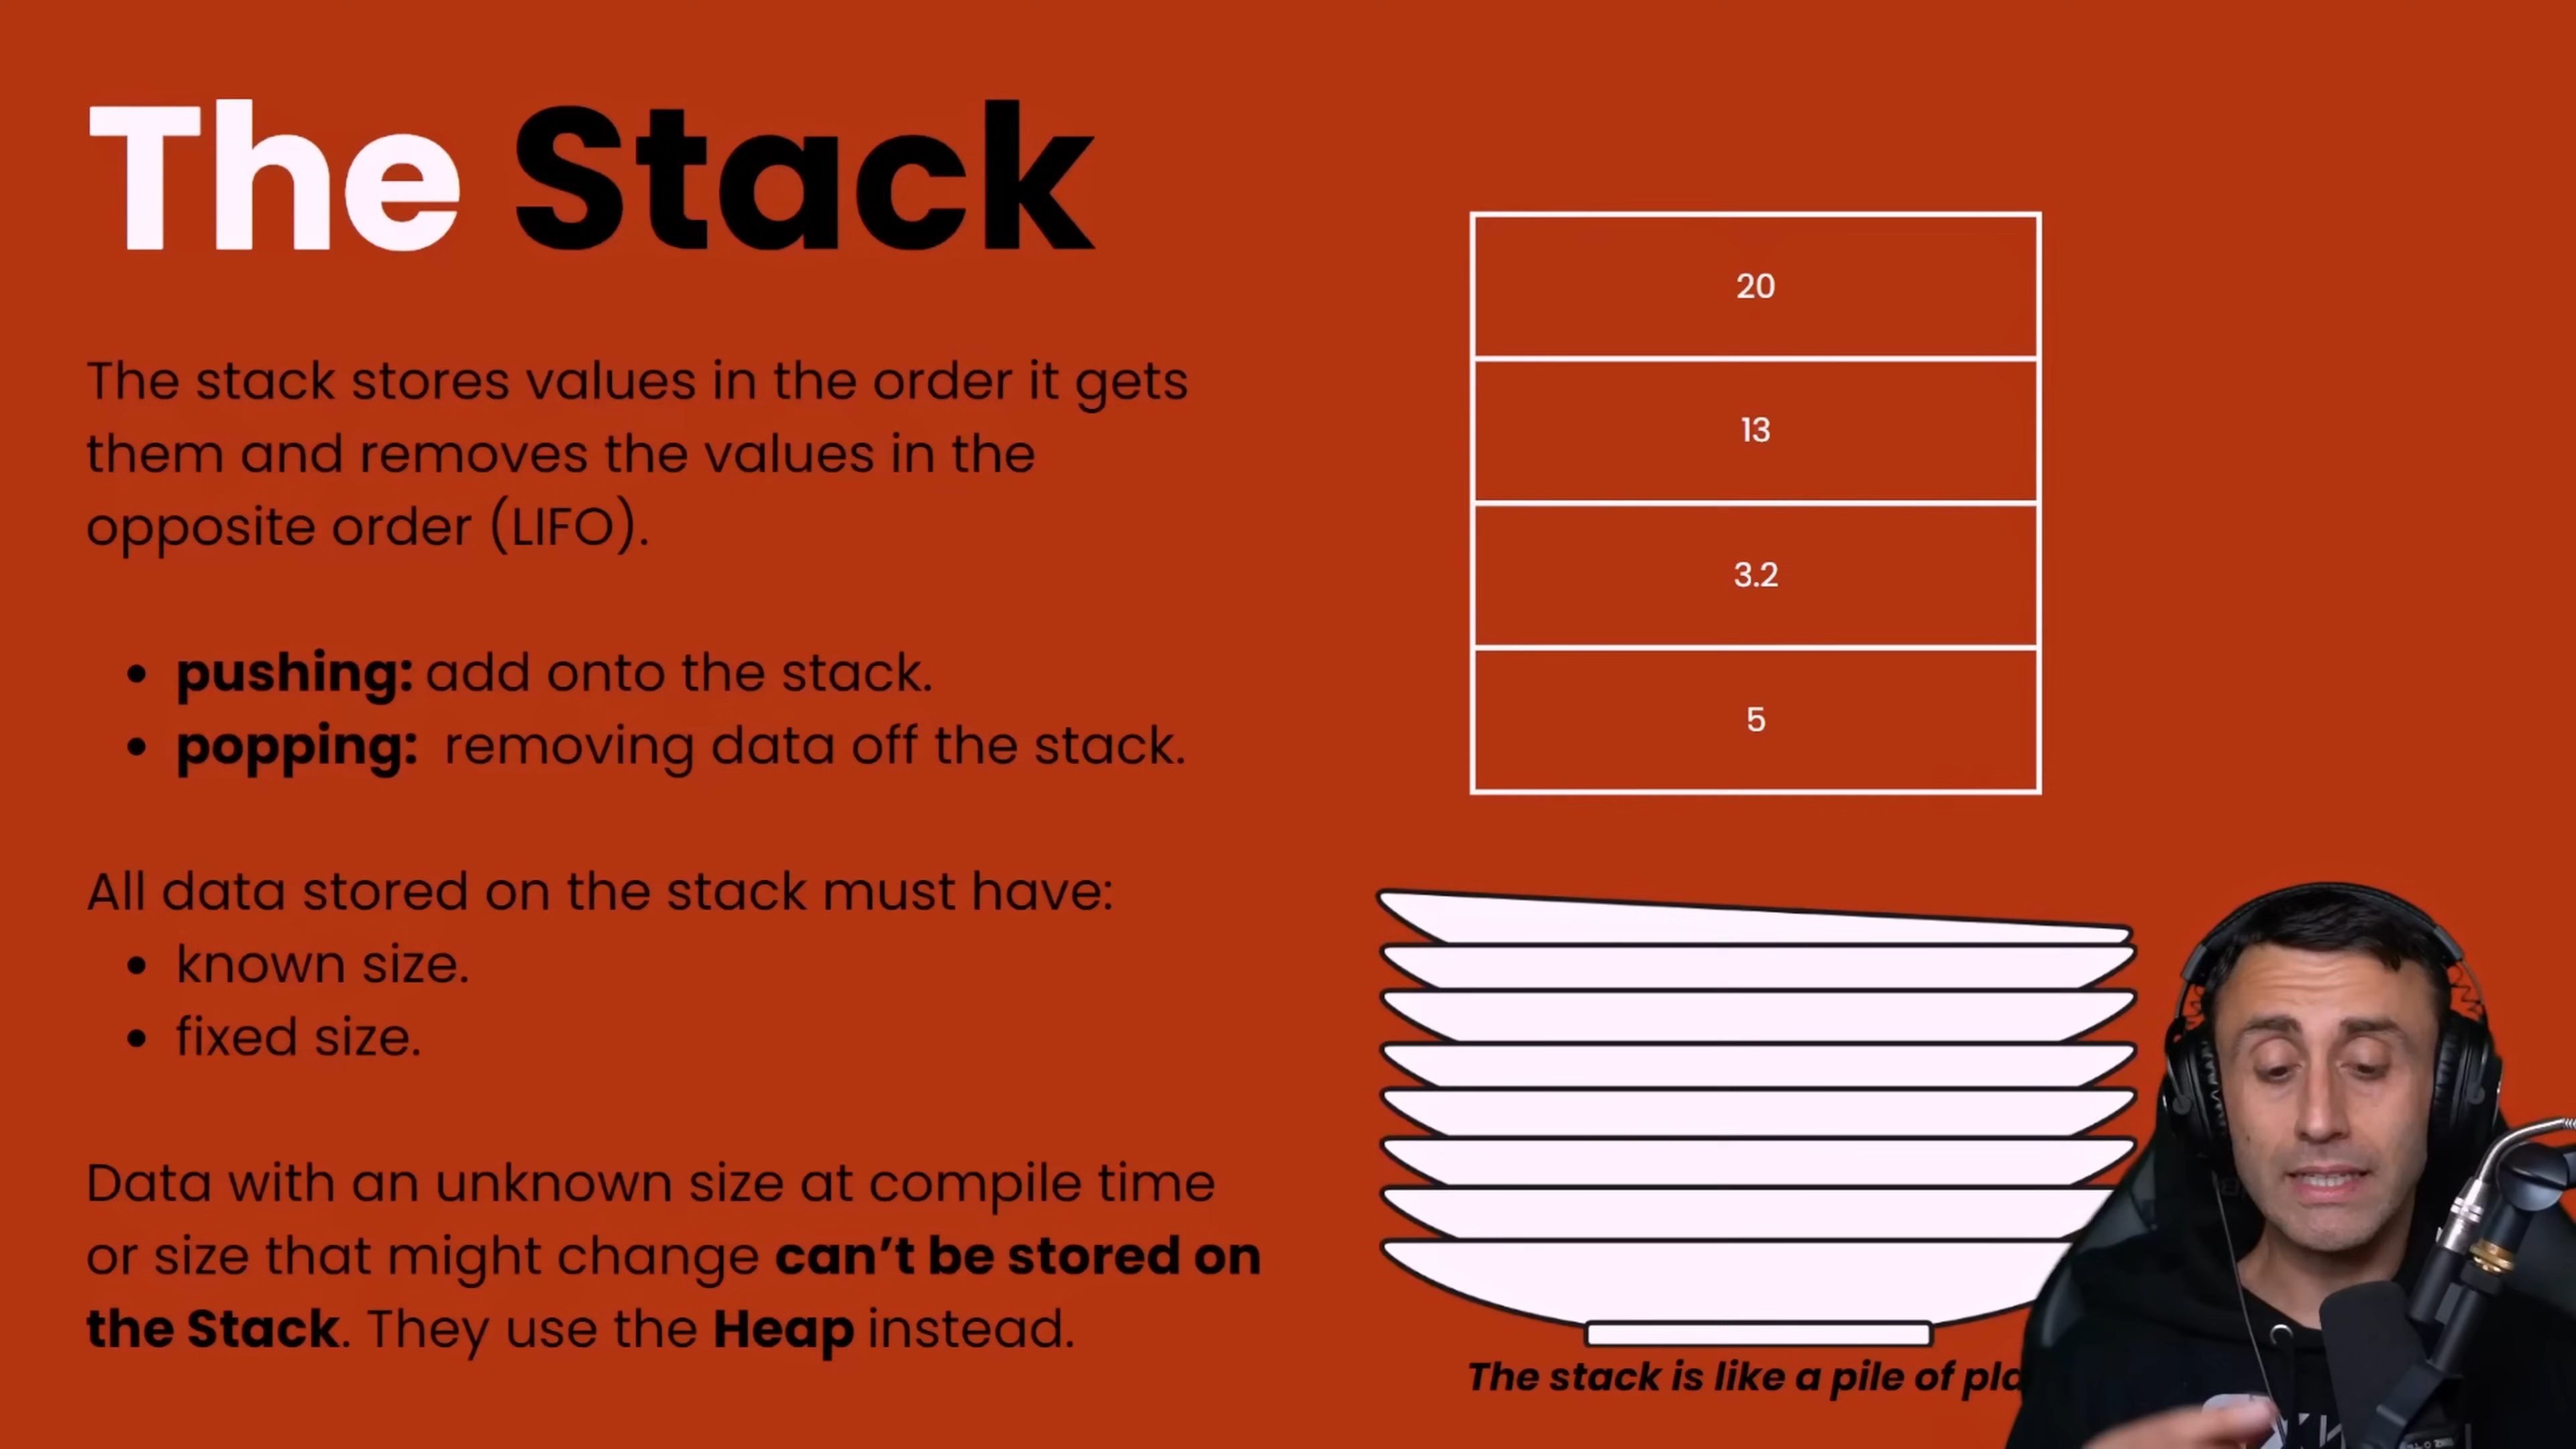 The Stack
The stack stores values in the order it gets
them and removes the values in the
opposite order (LIFO).
• pushing: add onto the stack.
• popping: removing data off the stack.
All data stored on the stack must have:
• known size.
• fixed size.
Data with an unknown size at compile time
or size that might change can't be stored on
the Stack. They use the Heap instead.
20
13
3.2
5
The stack is like a pile of